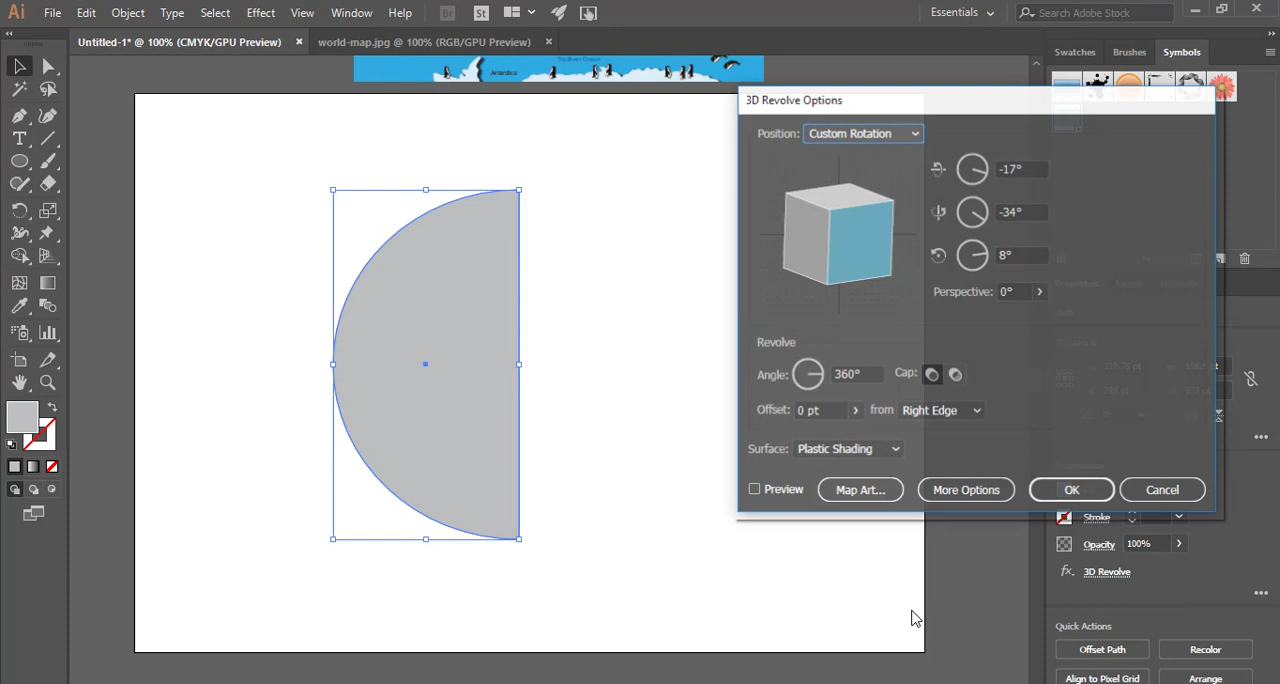 Ai File Edit Object Type Select Effect View Window Help Br St Essentials Search Adobe Stock
Untitled-1* @ 100% (CMYK/GPU Preview) × world-map.jpg @ 100% (RGB/GPU Preview) ×
Swatches Brushes Symbols
Antarctica
3D Revolve Options
Position: Custom Rotation
-17°
-34°
8°
Perspective: 0°
Revolve
Angle: 360° Cap:
Offset: 0 pt from Right Edge
Surface: Plastic Shading
Preview Map Art... More Options OK Cancel
Stroke
Opacity 100%
fx. 3D Revolve
Quick Actions
Offset Path Recolor
Align to Pixel Grid Arrange